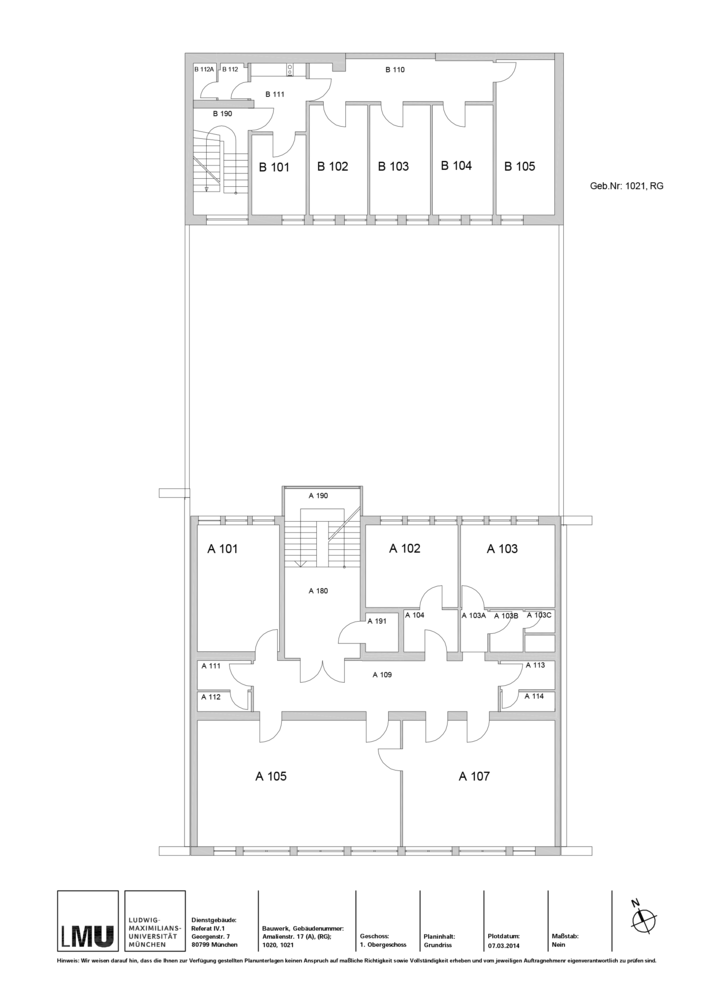 B 112A
B 112
B 110
B 111
B 190
B 101
B 102
B 103
B 104
B 105
Geb.Nr: 1021, RG
A 190
A 101
A 102
A 103
A 180
A 191
A 104
A 103A
A 103B
A 103C
A 111
A 109
A 113
A 112
A 114
A 105
A 107
LMU
LUDWIG-
MAXIMILIANS-
UNIVERSITÄT
MÜNCHEN
Dienstgebäude:
Referat IV.1
Georgenstr. 7
80799 München
Bauwerk, Gebäudenummer:
Amalienstr. 17 (A), (RG);
1020, 1021
Geschoss:
1. Obergeschoss
Planinhalt:
Grundriss
Plotdatum:
07.03.2014
Maßstab:
Nein
N
Hinweis: Wir weisen darauf hin, dass die Ihnen zur Verfügung gestellten Planunterlagen keinen Anspruch auf maßliche Richtigkeit sowie Vollständigkeit erheben und vom jeweiligen Auftragnehmenr eigenverantwortlich zu prüfen sind.